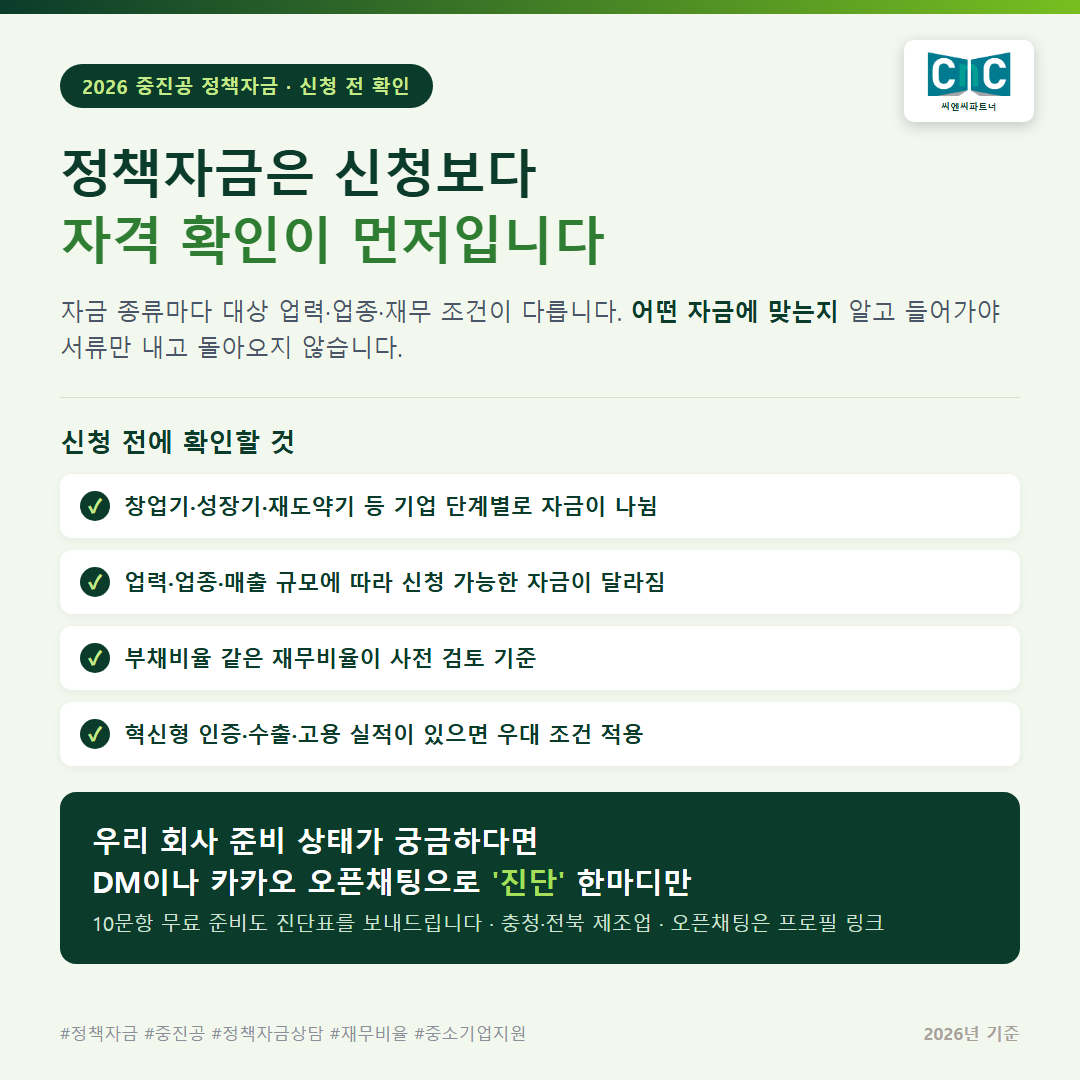 2026 중진공 정책자금 · 신청 전 확인
CnC
씨엔씨파트너
정책자금은 신청보다
자격 확인이 먼저입니다
자금 종류마다 대상 업력·업종·재무 조건이 다릅니다. 어떤 자금에 맞는지 알고 들어가야
서류만 내고 돌아오지 않습니다.
신청 전에 확인할 것
✓ 창업기·성장기·재도약기 등 기업 단계별로 자금이 나뉨
✓ 업력·업종·매출 규모에 따라 신청 가능한 자금이 달라짐
✓ 부채비율 같은 재무비율이 사전 검토 기준
✓ 혁신형 인증·수출·고용 실적이 있으면 우대 조건 적용
우리 회사 준비 상태가 궁금하다면
DM이나 카카오 오픈채팅으로 '진단' 한마디만
10문항 무료 준비도 진단표를 보내드립니다 · 충청·전북 제조업 · 오픈채팅은 프로필 링크
#정책자금 #중진공 #정책자금상담 #재무비율 #중소기업지원
2026년 기준